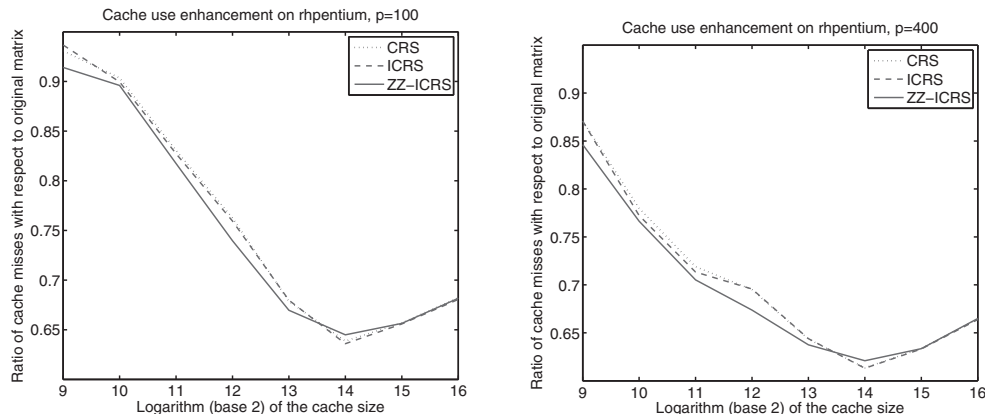 Cache use enhancement on rhpentium, p=100
Ratio of cache misses with respect to original matrix
0.9
0.85
0.8
0.75
0.7
0.65
CRS
ICRS
ZZ-ICRS
9 10 11 12 13 14 15 16
Logarithm (base 2) of the cache size
Cache use enhancement on rhpentium, p=400
Ratio of cache misses with respect to original matrix
0.9
0.85
0.8
0.75
0.7
0.65
CRS
ICRS
ZZ-ICRS
9 10 11 12 13 14 15 16
Logarithm (base 2) of the cache size